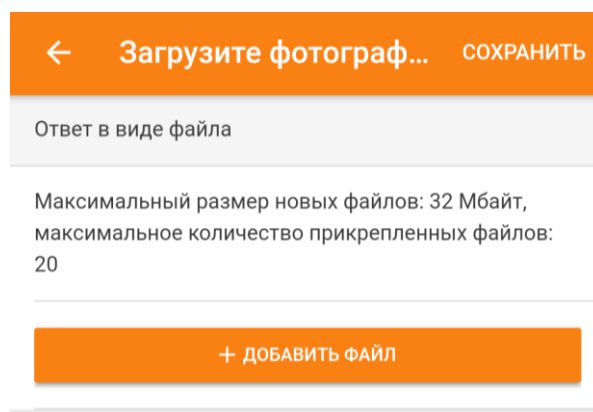 Загрузите фотограф... СОХРАНИТЬ
Ответ в виде файла
Максимальный размер новых файлов: 32 Мбайт,
максимальное количество прикрепленных файлов:
20
+ ДОБАВИТЬ ФАЙЛ